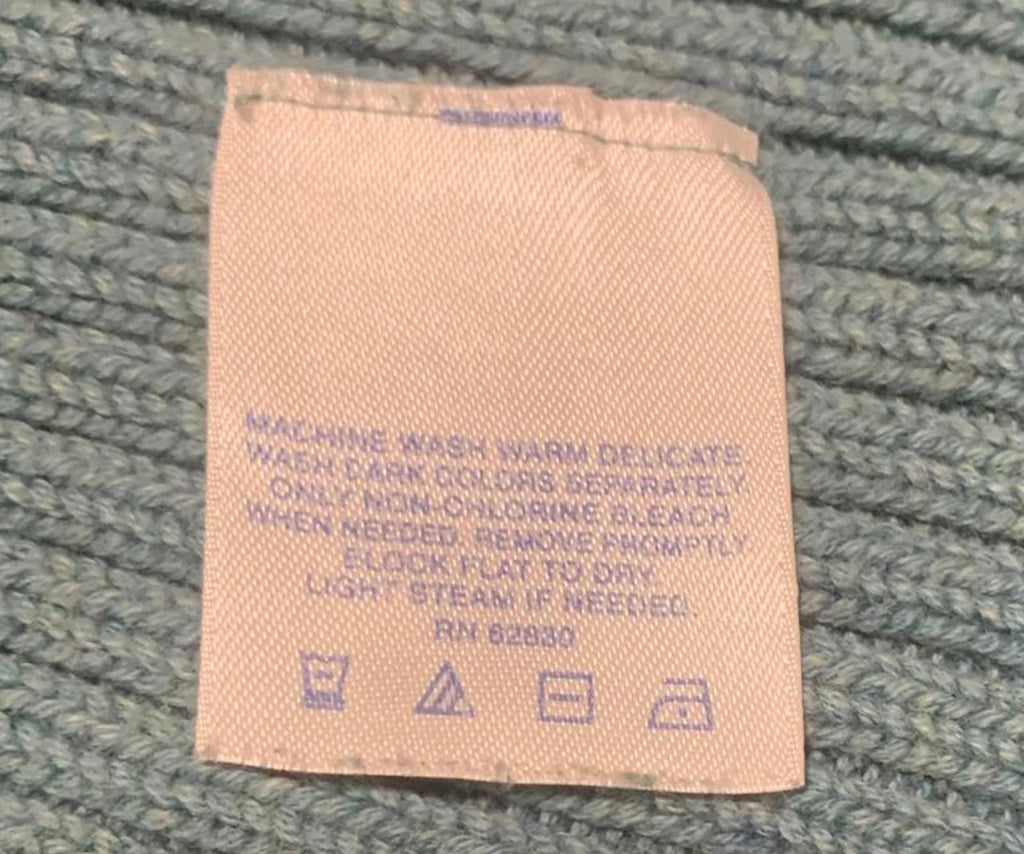 MACHINE WASH WARM DELICATE.
WASH DARK COLORS SEPARATELY.
ONLY NON-CHLORINE BLEACH
WHEN NEEDED. REMOVE PROMPTLY.
BLOCK FLAT TO DRY.
LIGHT STEAM IF NEEDED.
RN 62830